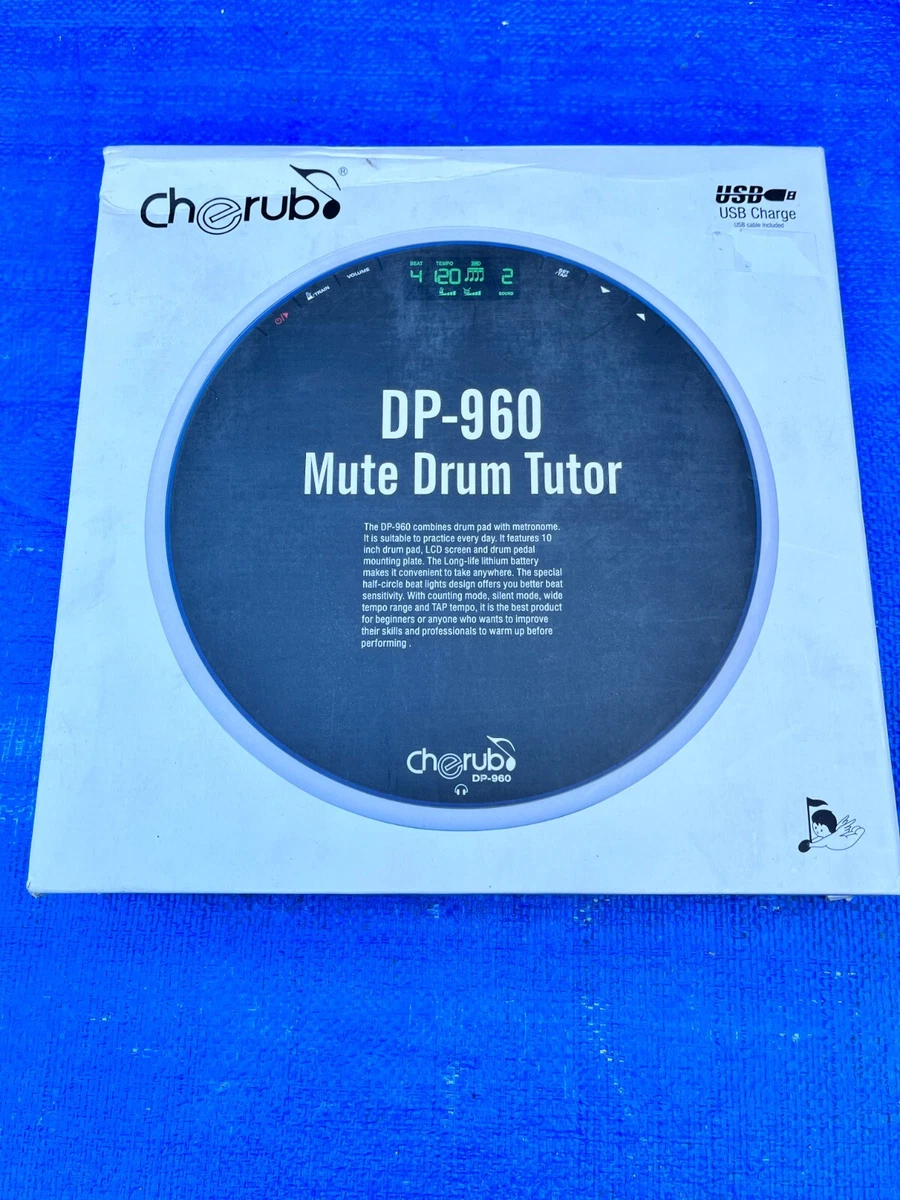 Cherub ®
USB
USB Charge
USB cable Included
BEAT TEMPO
4 120 2
SOUND
VOLUME
/TRAIN
SET
/TAP
DP-960
Mute Drum Tutor
The DP-960 combines drum pad with metronome.
It is suitable to practice every day. It features 10
inch drum pad, LCD screen and drum pedal
mounting plate. The Long-life lithium battery
makes it convenient to take anywhere. The special
half-circle beat lights design offers you better beat
sensitivity. With counting mode, silent mode, wide
tempo range and TAP tempo, it is the best product
for beginners or anyone who wants to improve
their skills and professionals to warm up before
performing .
Cherub
DP-960